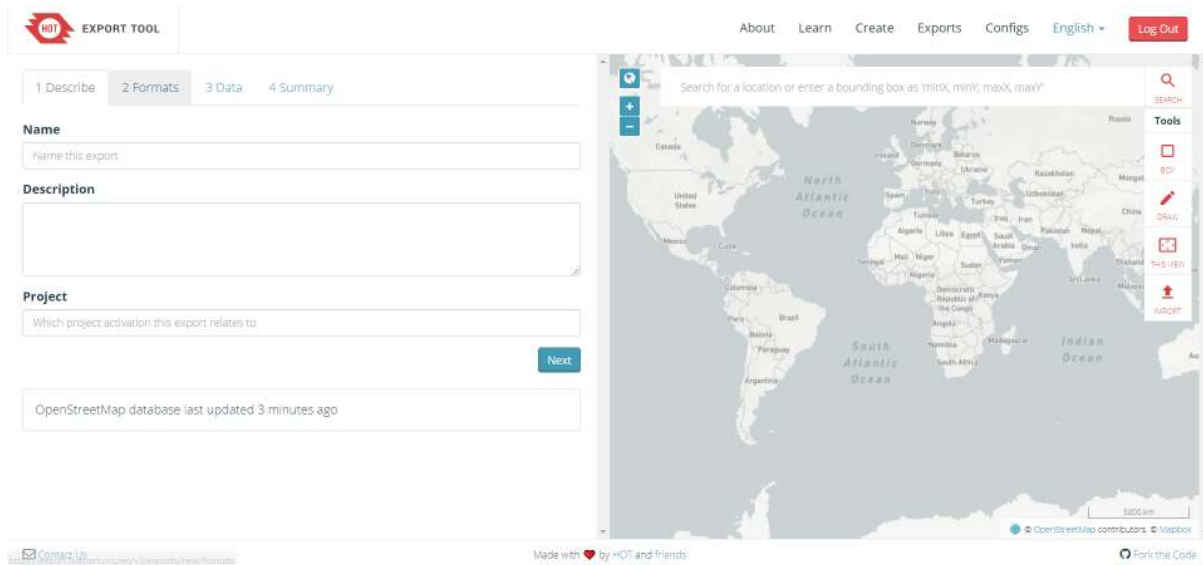 HOT EXPORT TOOL
About Learn Create Exports Configs English Log Out
1 Describe 2 Formats 3 Data 4 Summary
Name
Name this export
Description
Project
Which project activation this export relates to
Next
OpenStreetMap database last updated 3 minutes ago
Search for a location or enter a bounding box as 'minX, minY, maxX, maxY'
SEARCH
Tools
BOX
DRAW
THIS VIEW
IMPORT
+
−
Norway
Russia
Canada
Ireland
Denmark
Belarus
Germany
Ukraine
Kazakhstan
North
Atlantic
Ocean
United
States
Spain
Italy
Turkey
Uzbekistan
China
Tunisia
Iraq
Iran
Algeria
Libya
Egypt
Saudi
Arabia
Oman
Pakistan
Nepal
India
Mexico
Cuba
Senegal
Mali
Niger
Sudan
Yemen
Thailand
Nigeria
Sri Lanka
Colombia
Democratic
Republic of
the Congo
Kenya
Peru
Brazil
Angola
Bolivia
Paraguay
Namibia
Madagascar
South
Atlantic
Ocean
South Africa
Indian
Ocean
Argentina
5000 km
© OpenStreetMap contributors, © Mapbox
Contact Us
Made with ❤ by HOT and friends
Fork the Code